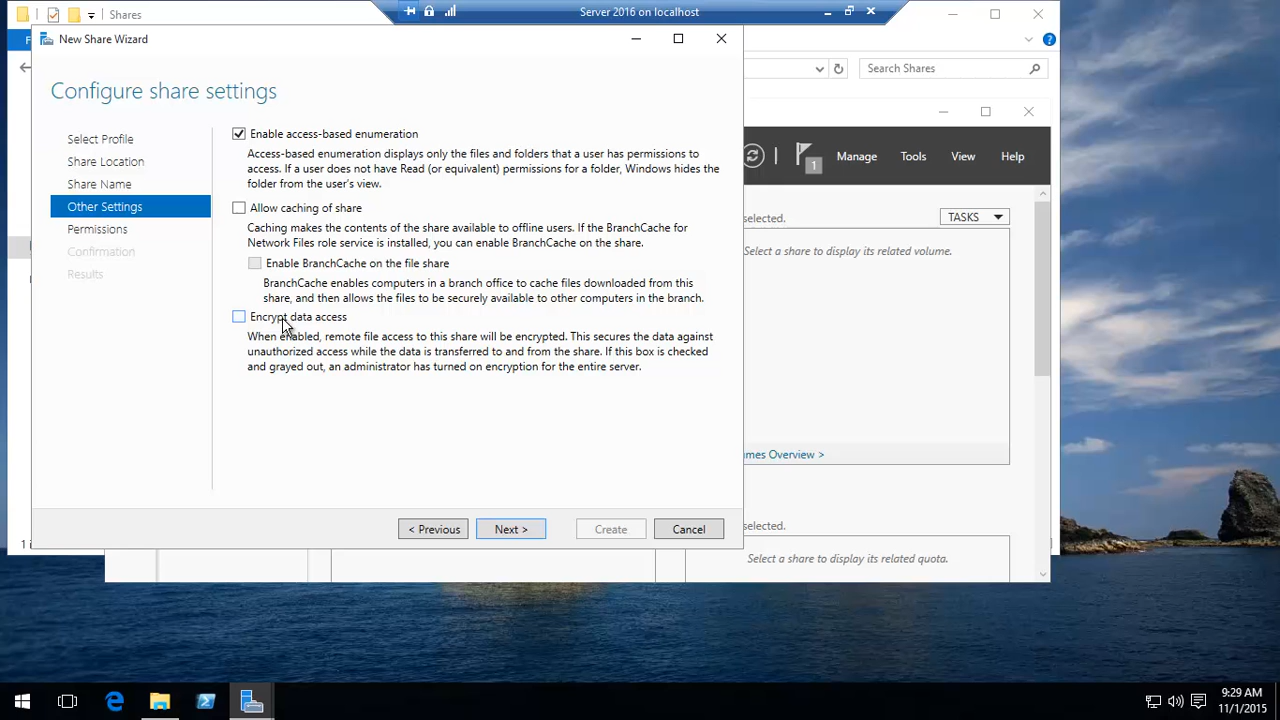 Shares
Server 2016 on localhost
New Share Wizard
Search Shares
Configure share settings
Select Profile
Share Location
Share Name
Other Settings
Permissions
Confirmation
Results
Enable access-based enumeration
Access-based enumeration displays only the files and folders that a user has permissions to
access. If a user does not have Read (or equivalent) permissions for a folder, Windows hides the
folder from the user's view.
Allow caching of share
Caching makes the contents of the share available to offline users. If the BranchCache for
Network Files role service is installed, you can enable BranchCache on the share.
Enable BranchCache on the file share
BranchCache enables computers in a branch office to cache files downloaded from this
share, and then allows the files to be securely available to other computers in the branch.
Encrypt data access
When enabled, remote file access to this share will be encrypted. This secures the data against
unauthorized access while the data is transferred to and from the share. If this box is checked
and grayed out, an administrator has turned on encryption for the entire server.
< Previous
Next >
Create
Cancel
1
Manage
Tools
View
Help
selected.
TASKS
Select a share to display its related volume.
umes Overview >
selected.
Select a share to display its related quota.
9:29 AM
11/1/2015